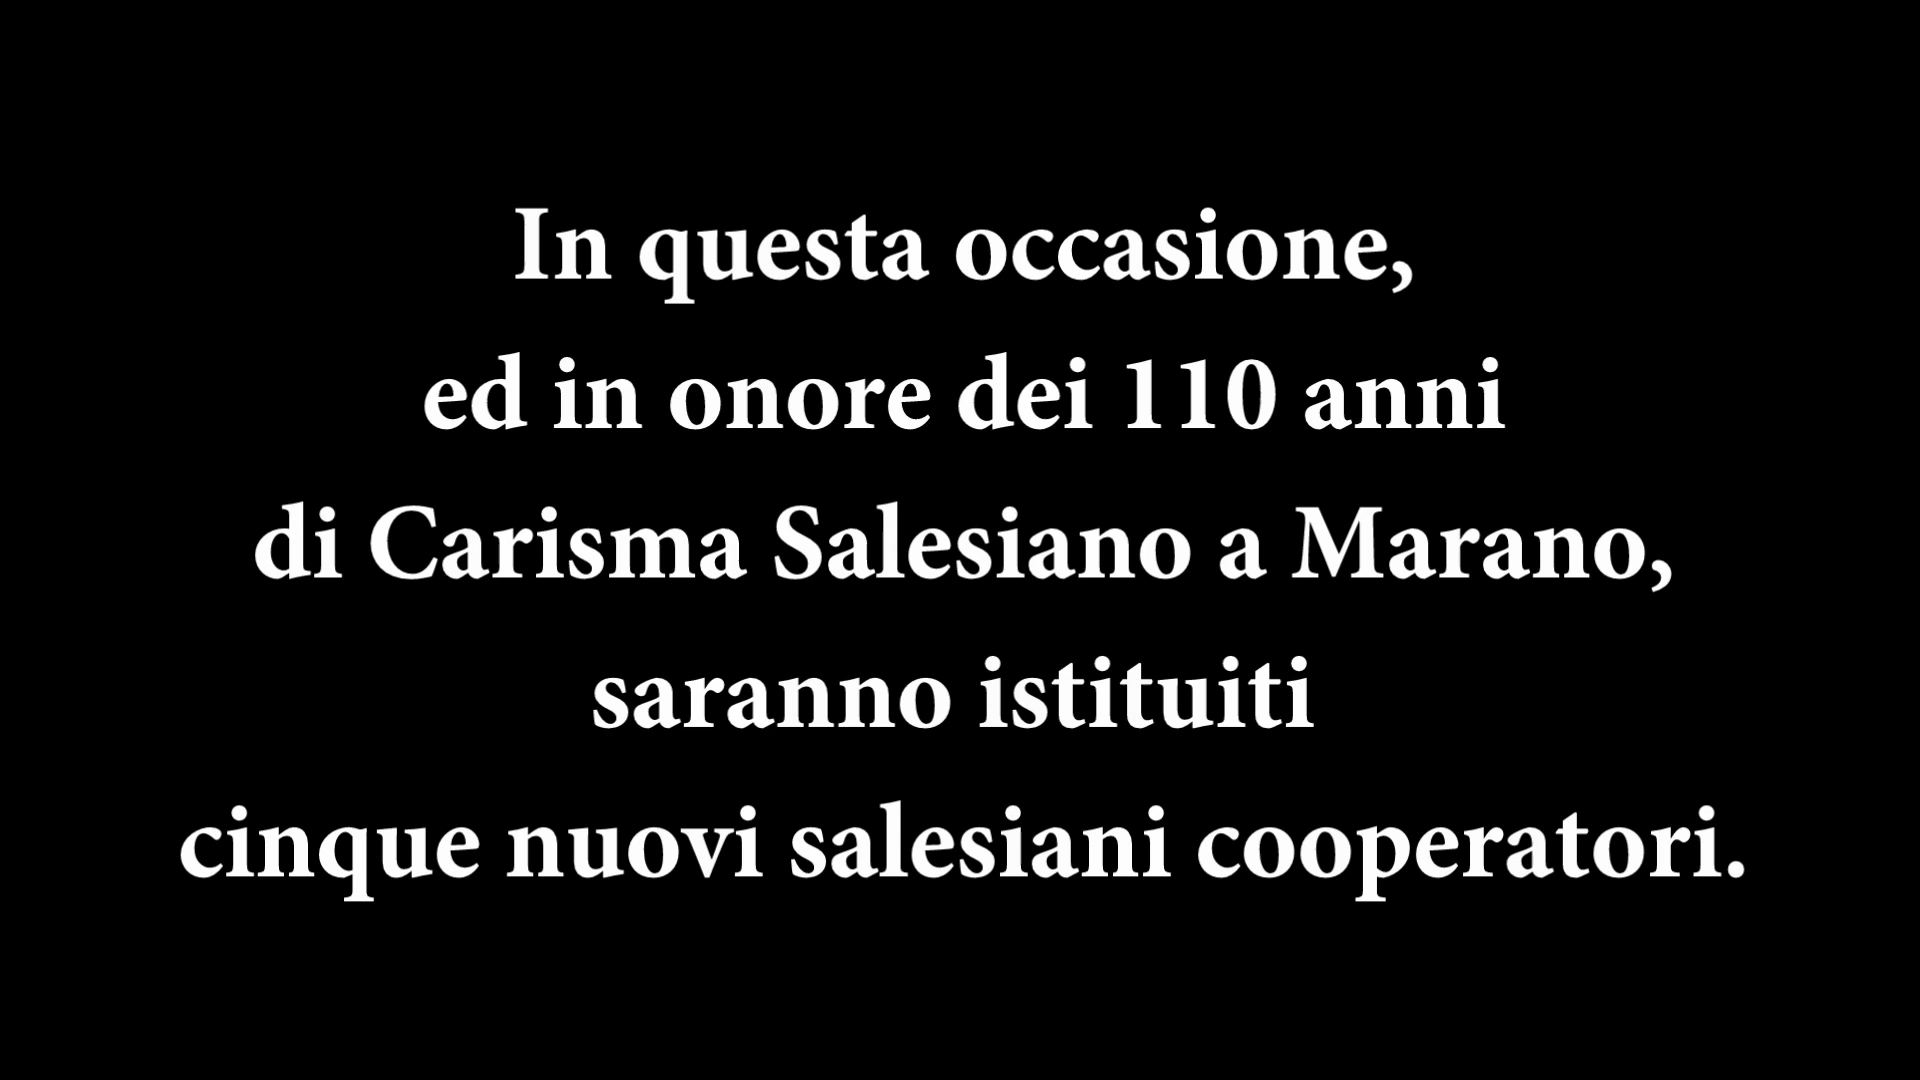 In questa occasione,
ed in onore dei 110 anni
di Carisma Salesiano a Marano,
saranno istituiti
cinque nuovi salesiani cooperatori.